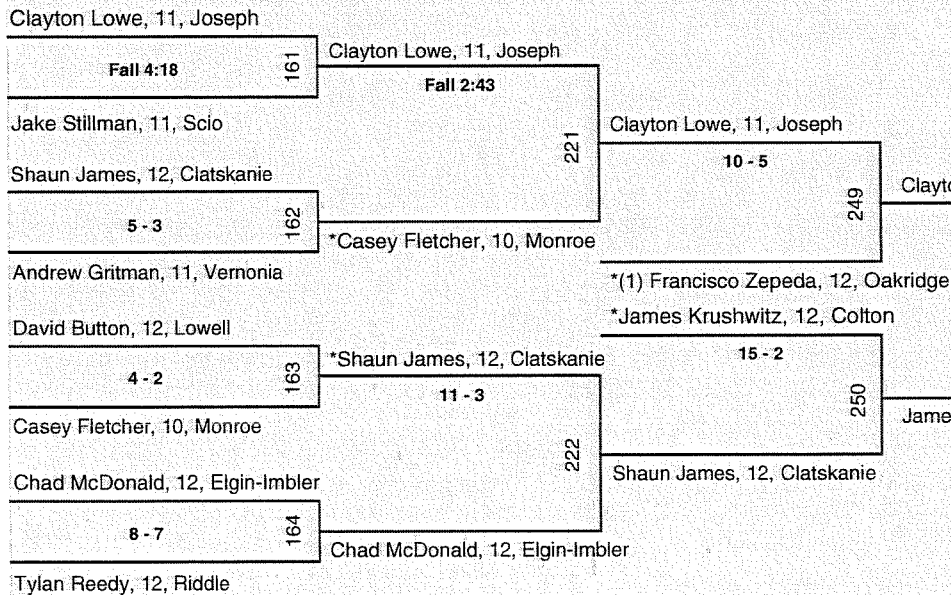 Clayton Lowe, 11, Joseph
Fall 4:18
161
Jake Stillman, 11, Scio
Shaun James, 12, Clatskanie
5 - 3
162
Andrew Gritman, 11, Vernonia
David Button, 12, Lowell
4 - 2
163
Casey Fletcher, 10, Monroe
Chad McDonald, 12, Elgin-Imbler
8 - 7
164
Tylan Reedy, 12, Riddle
Clayton Lowe, 11, Joseph
Fall 2:43
221
*Casey Fletcher, 10, Monroe
*Shaun James, 12, Clatskanie
11 - 3
222
Chad McDonald, 12, Elgin-Imbler
Clayton Lowe, 11, Joseph
10 - 5
249
*(1) Francisco Zepeda, 12, Oakridge
*James Krushwitz, 12, Colton
15 - 2
250
Shaun James, 12, Clatskanie
Clayto
Jame